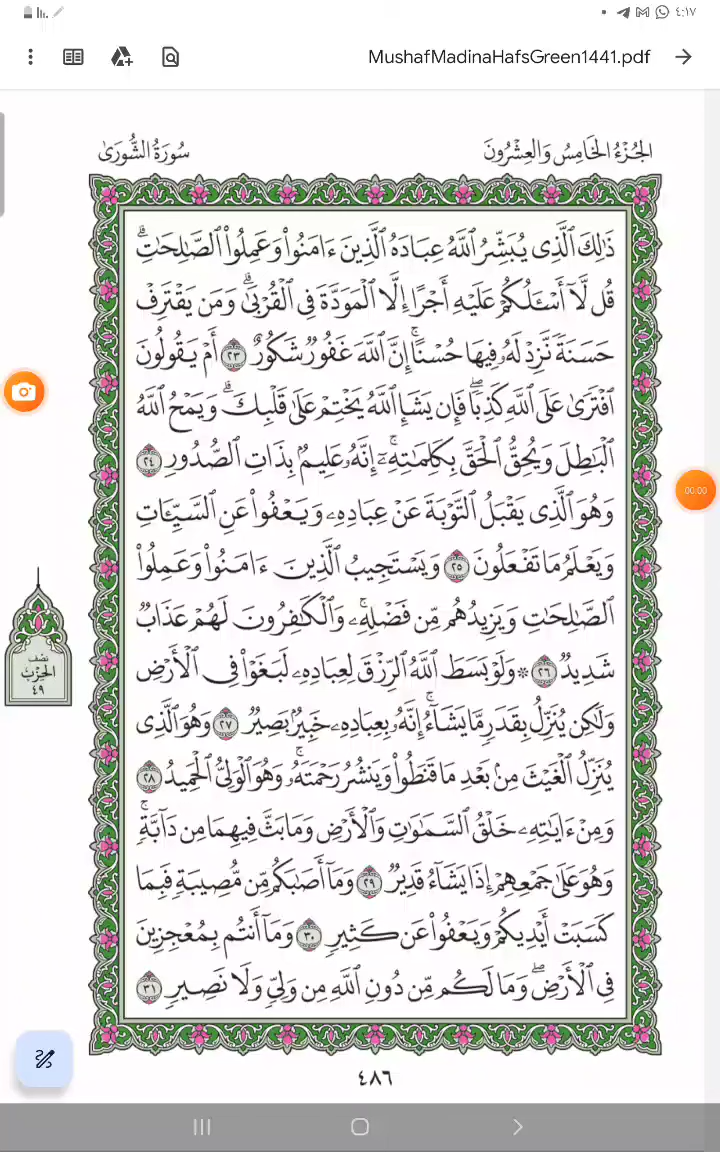 ٤:١٧
MushafMadinaHafsGreen1441.pdf
الجُزْءُ الخَامِسُ وَالعِشْرُونَ
سُورَةُ الشُّورَىٰ
ذَٰلِكَ ٱلَّذِى يُبَشِّرُ ٱللَّهُ عِبَادَهُ ٱلَّذِينَ ءَامَنُوا۟ وَعَمِلُوا۟ ٱلصَّٰلِحَٰتِۗ
قُل لَّآ أَسْـَٔلُكُمْ عَلَيْهِ أَجْرًا إِلَّا ٱلْمَوَدَّةَ فِى ٱلْقُرْبَىٰۗ وَمَن يَقْتَرِفْ
حَسَنَةً نَّزِدْ لَهُۥ فِيهَا حُسْنًاۚ إِنَّ ٱللَّهَ غَفُورٌ شَكُورٌ ٢٣ أَمْ يَقُولُونَ
ٱفْتَرَىٰ عَلَى ٱللَّهِ كَذِبًاۖ فَإِن يَشَإِ ٱللَّهُ يَخْتِمْ عَلَىٰ قَلْبِكَۗ وَيَمْحُ ٱللَّهُ
ٱلْبَٰطِلَ وَيُحِقُّ ٱلْحَقَّ بِكَلِمَٰتِهِۦٓۚ إِنَّهُۥ عَلِيمٌۢ بِذَاتِ ٱلصُّدُورِ ٢٤
وَهُوَ ٱلَّذِى يَقْبَلُ ٱلتَّوْبَةَ عَنْ عِبَادِهِۦ وَيَعْفُوا۟ عَنِ ٱلسَّيِّـَٔاتِ
وَيَعْلَمُ مَا تَفْعَلُونَ ٢٥ وَيَسْتَجِيبُ ٱلَّذِينَ ءَامَنُوا۟ وَعَمِلُوا۟
ٱلصَّٰلِحَٰتِ وَيَزِيدُهُم مِّن فَضْلِهِۦۚ وَٱلْكَٰفِرُونَ لَهُمْ عَذَابٌ
شَدِيدٌ ٢٦ ۞ وَلَوْ بَسَطَ ٱللَّهُ ٱلرِّزْقَ لِعِبَادِهِۦ لَبَغَوْا۟ فِى ٱلْأَرْضِ
وَلَٰكِن يُنَزِّلُ بِقَدَرٍ مَّا يَشَآءُۚ إِنَّهُۥ بِعِبَادِهِۦ خَبِيرٌۢ بَصِيرٌ ٢٧ وَهُوَ ٱلَّذِى
يُنَزِّلُ ٱلْغَيْثَ مِنۢ بَعْدِ مَا قَنَطُوا۟ وَيَنشُرُ رَحْمَتَهُۥۚ وَهُوَ ٱلْوَلِىُّ ٱلْحَمِيدُ ٢٨
وَمِنْ ءَايَٰتِهِۦ خَلْقُ ٱلسَّمَٰوَٰتِ وَٱلْأَرْضِ وَمَا بَثَّ فِيهِمَا مِن دَآبَّةٍۚ
وَهُوَ عَلَىٰ جَمْعِهِمْ إِذَا يَشَآءُ قَدِيرٌ ٢٩ وَمَآ أَصَٰبَكُم مِّن مُّصِيبَةٍ فَبِمَا
كَسَبَتْ أَيْدِيكُمْ وَيَعْفُوا۟ عَن كَثِيرٍ ٣٠ وَمَآ أَنتُم بِمُعْجِزِينَ
فِى ٱلْأَرْضِۖ وَمَا لَكُم مِّن دُونِ ٱللَّهِ مِن وَلِىٍّ وَلَا نَصِيرٍ ٣١
نصف
الحزب
٤٩
00:00
٤٨٦